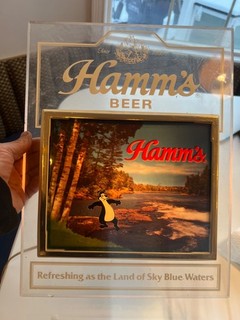 Hamm's
BEER
Hamm's
Refreshing as the Land of Sky Blue Waters